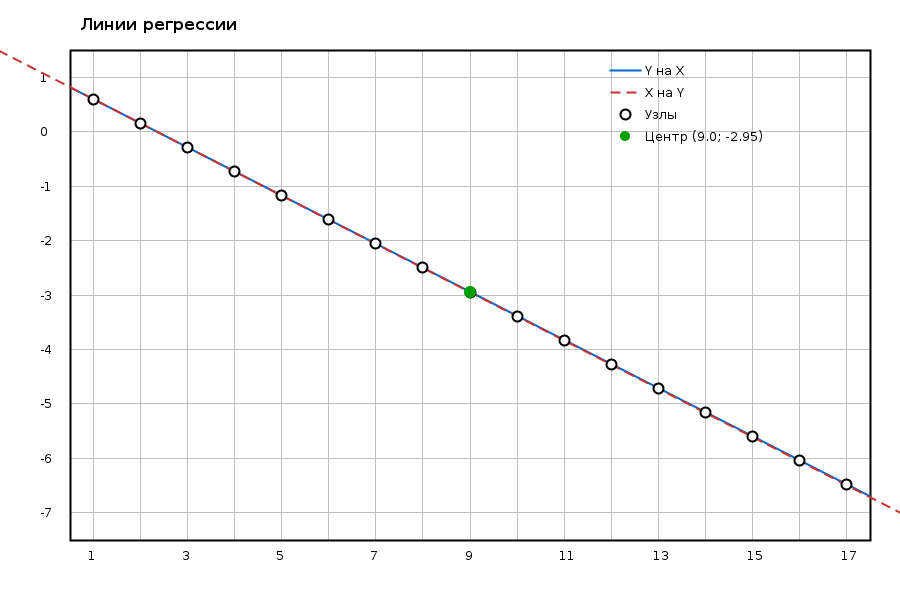 Линии регрессии
Y на X
X на Y
Узлы
Центр (9.0; -2.95)
1
0
-1
-2
-3
-4
-5
-6
-7
1 3 5 7 9 11 13 15 17